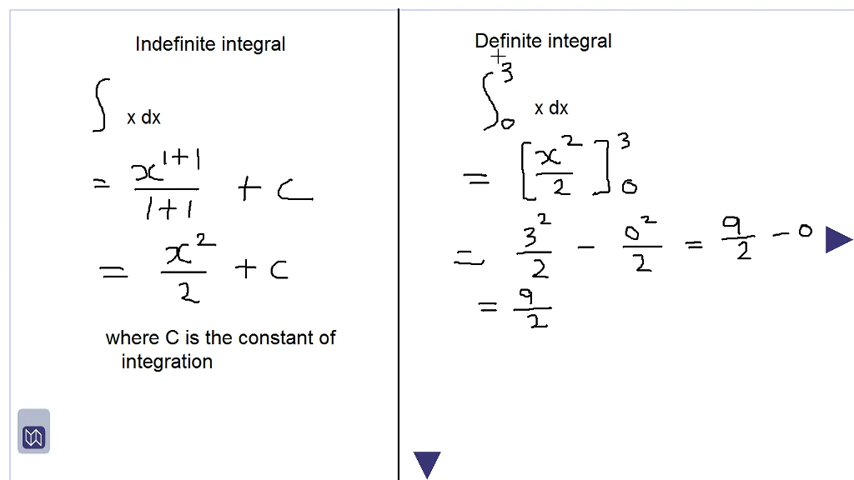 Indefinite integral
∫ x dx
= x^(1+1)/(1+1) + C
= x²/2 + C
where C is the constant of
integration
Definite integral
∫₀³ x dx
= [x²/2]₀³
= 3²/2 − 0²/2 = 9/2 − 0
= 9/2